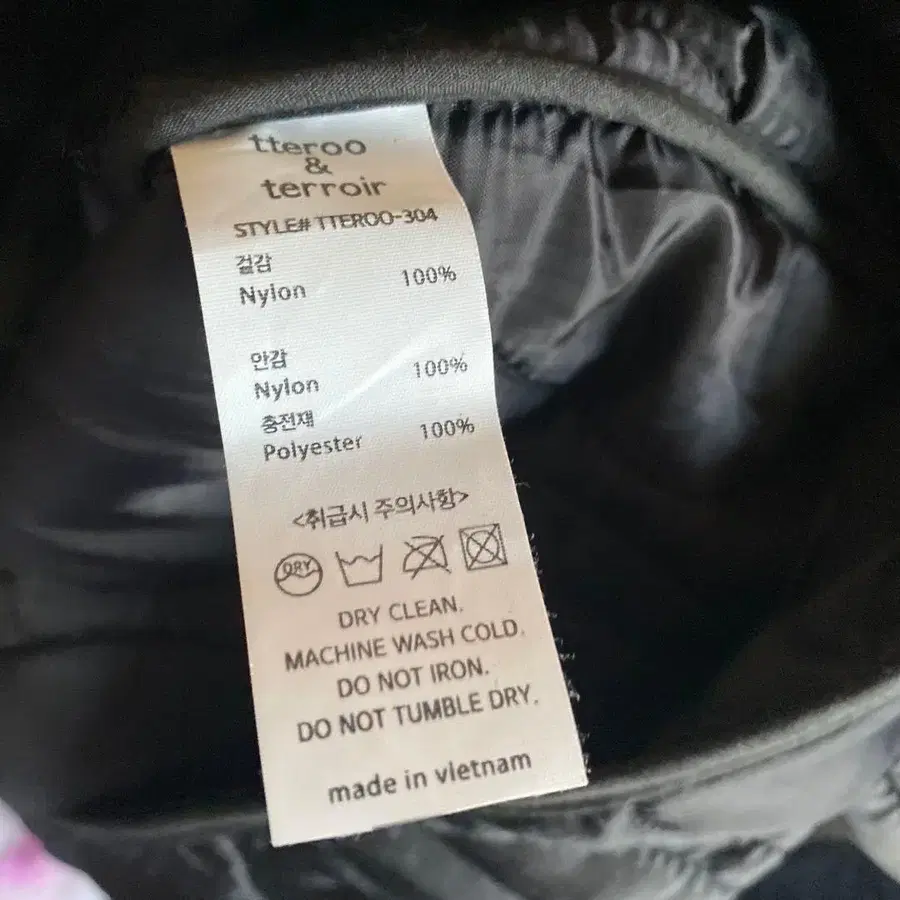 tteroo
&
terroir
STYLE# TTEROO-304
겉감
Nylon 100%
안감
Nylon 100%
충전재
Polyester 100%
<취급시 주의사항>
DRY
DRY CLEAN.
MACHINE WASH COLD.
DO NOT IRON.
DO NOT TUMBLE DRY.
made in vietnam